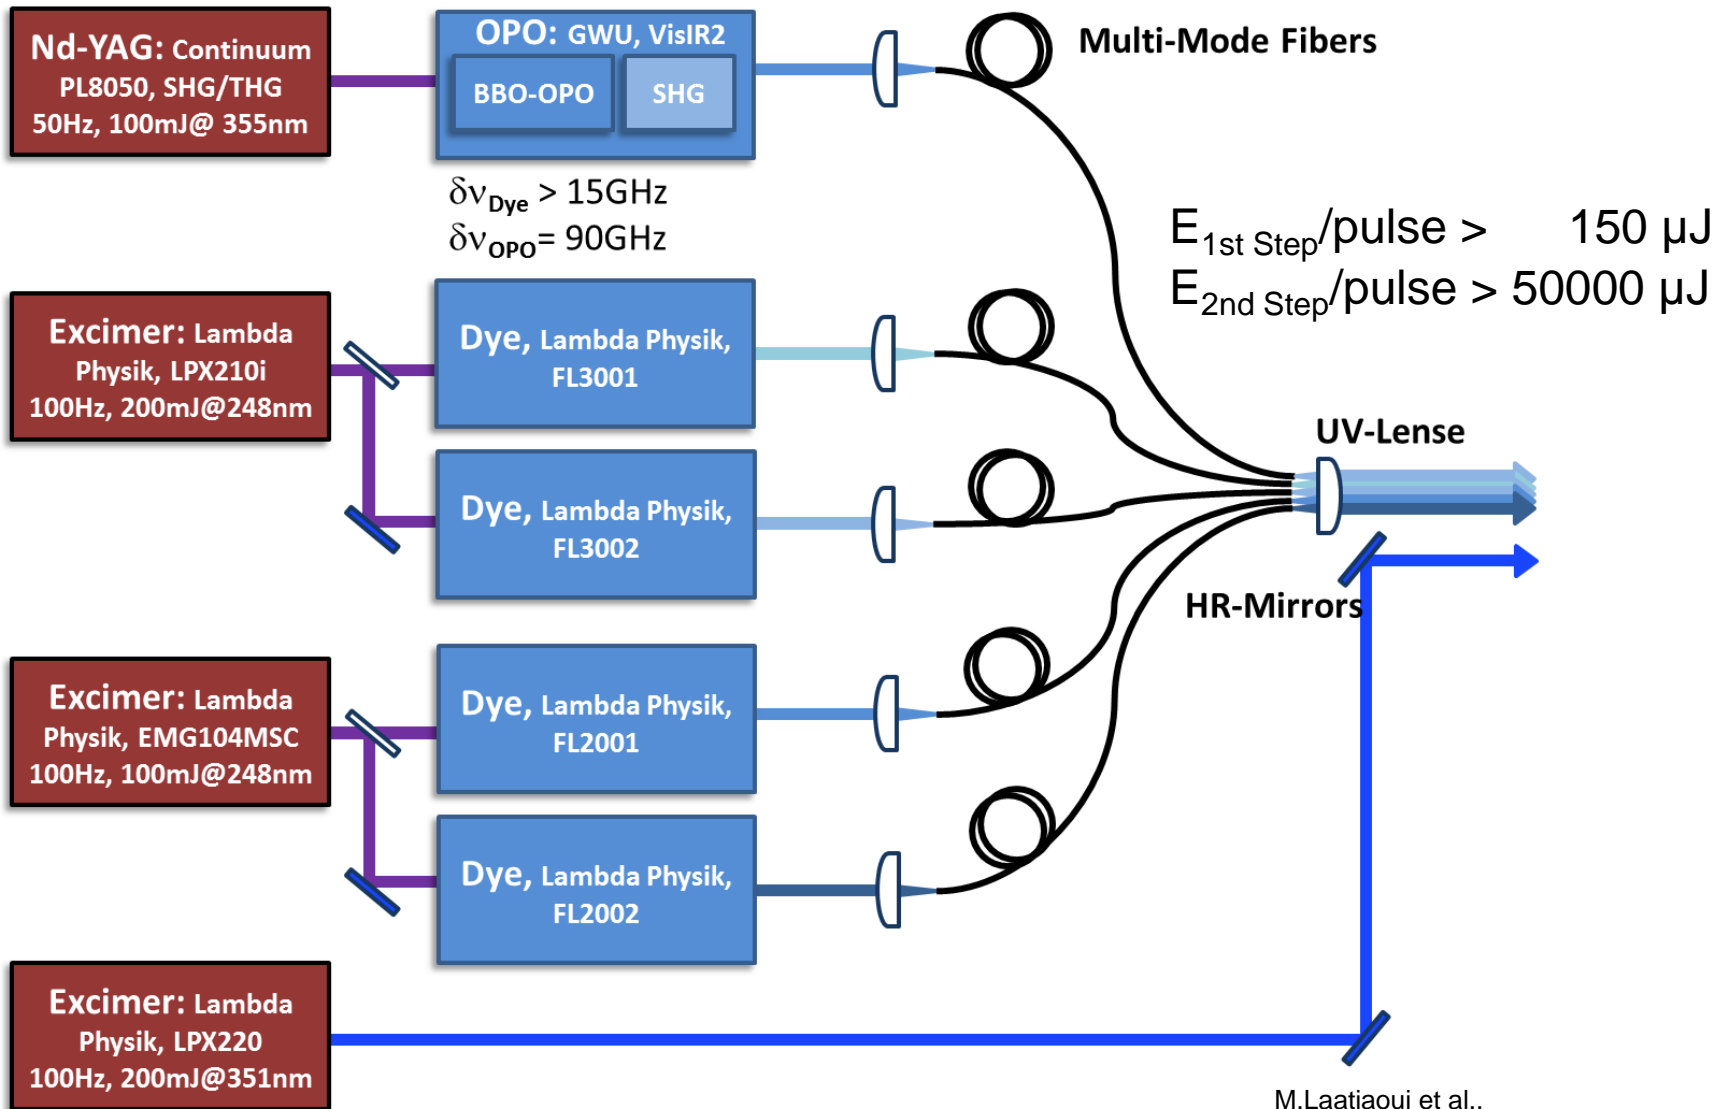 Nd-YAG: Continuum
PL8050, SHG/THG
50Hz, 100mJ@ 355nm
OPO: GWU, VisIR2
BBO-OPO
SHG
Multi-Mode Fibers
δνDye > 15GHz
δνOPO= 90GHz
E1st Step/pulse > 150 µJ
E2nd Step/pulse > 50000 µJ
Excimer: Lambda
Physik, LPX210i
100Hz, 200mJ@248nm
Dye, Lambda Physik,
FL3001
Dye, Lambda Physik,
FL3002
UV-Lense
HR-Mirrors
Excimer: Lambda
Physik, EMG104MSC
100Hz, 100mJ@248nm
Dye, Lambda Physik,
FL2001
Dye, Lambda Physik,
FL2002
Excimer: Lambda
Physik, LPX220
100Hz, 200mJ@351nm
M.Laatiaoui et al..